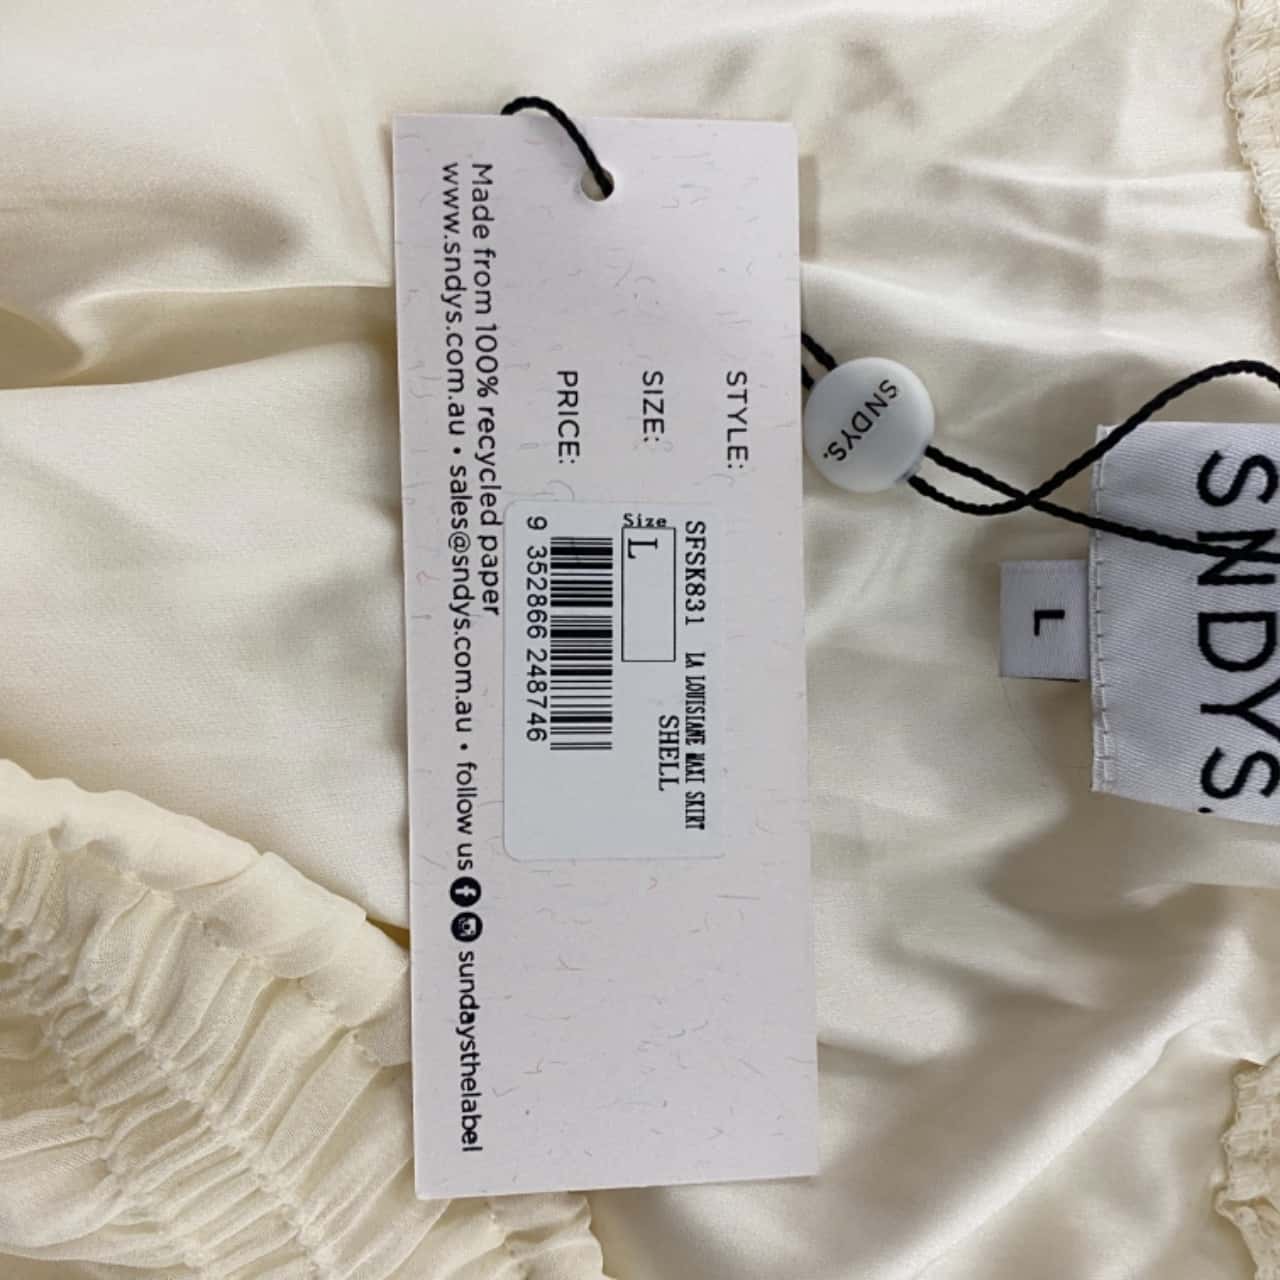 STYLE:
SFSK831 LA LOUISIANE MAXI SKIRT
SHELL
SIZE:
Size
L
PRICE:
9 352866 248746
Made from 100% recycled paper
www.sndys.com.au • sales@sndys.com.au • follow us sundaysthelabel
SNDYS.
SNDYS.
L